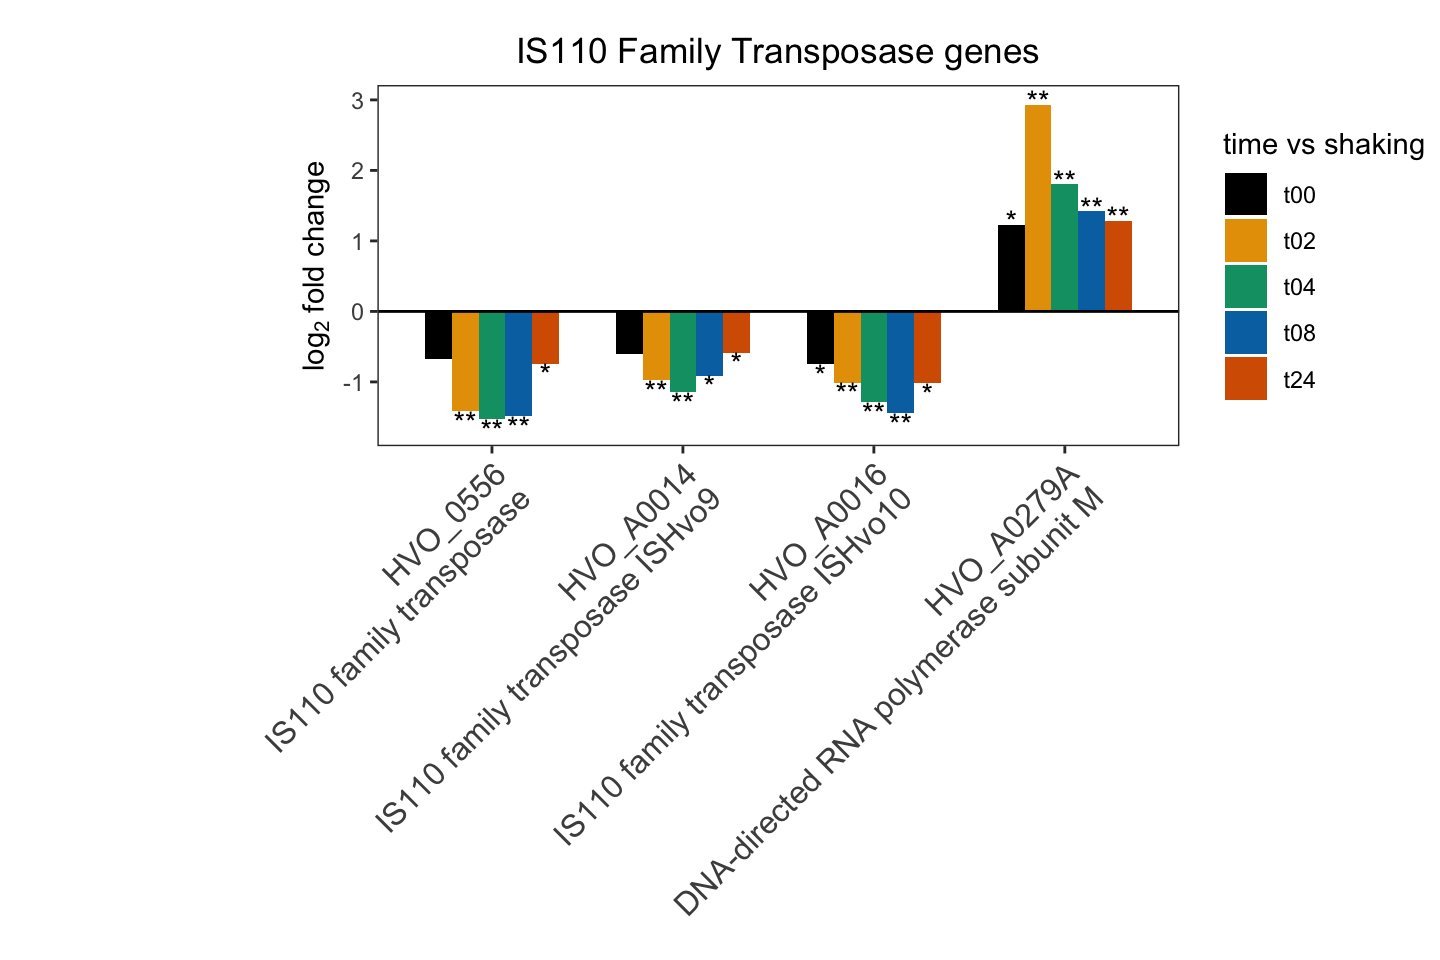 IS110 Family Transposase genes
log₂ fold change
3
2
1
0
-1
*
**
**
**
**
**
**
**
*
**
**
*
*
*
**
**
**
*
HVO_0556
IS110 family transposase
HVO_A0014
IS110 family transposase ISHvo9
HVO_A0016
IS110 family transposase ISHvo10
HVO_A0279A
DNA-directed RNA polymerase subunit M
time vs shaking
t00
t02
t04
t08
t24